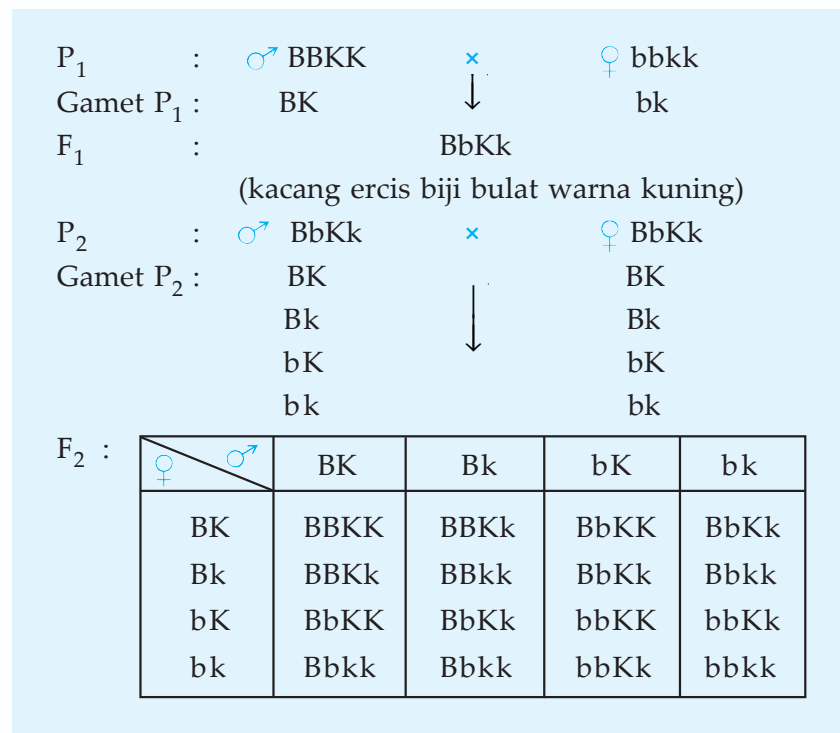 P₁ : ♂ BBKK × ♀ bbkk
Gamet P₁ : BK ↓ bk
F₁ : BbKk
(kacang ercis biji bulat warna kuning)
P₂ : ♂ BbKk × ♀ BbKk
Gamet P₂ : BK ↓ BK
Bk Bk
bK bK
bk bk
F₂ : ♀ ♂ BK Bk bK bk
BK BBKK BBKk BbKK BbKk
Bk BBKk BBkk BbKk Bbkk
bK BbKK BbKk bbKK bbKk
bk Bbkk Bbkk bbKk bbkk